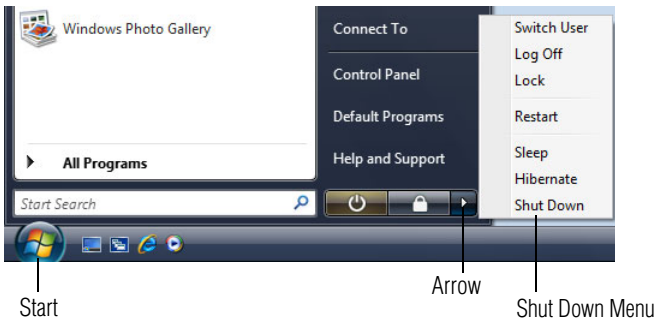 Windows Photo Gallery
All Programs
Start Search
Connect To
Control Panel
Default Programs
Help and Support
Switch User
Log Off
Lock
Restart
Sleep
Hibernate
Shut Down
Start
Arrow
Shut Down Menu